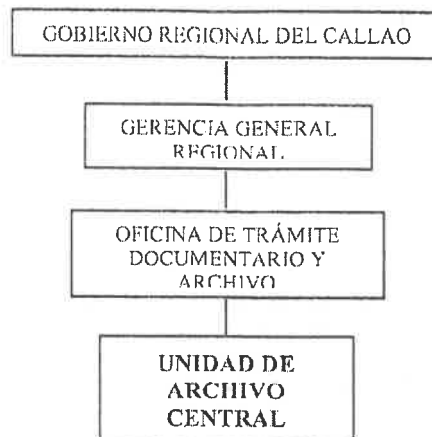 GOBIERNO REGIONAL DEL CALLAO
GERENCIA GENERAL
REGIONAL
OFICINA DE TRÁMITE
DOCUMENTARIO Y
ARCHIVO
UNIDAD DE
ARCHIVO
CENTRAL